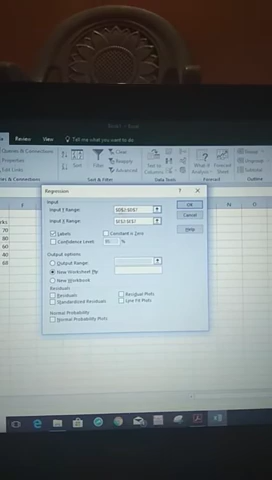 Book1 - Excel
Review View Tell me what you want to do
Queries & Connections
Properties
Edit Links
Sort
Filter
Clear
Reapply
Advanced
Text to
Columns
What-If
Analysis
Forecast
Sheet
Group
Ungroup
Subtotal
Sort & Filter
Data Tools
Forecast
Outline
F
N
O
70
80
60
40
Regression ? ×
Input
Input Y Range:
OK
Input X Range:
Cancel
Labels Constant is Zero
Confidence Level: 95 %
Help
Output options
Output Range:
New Worksheet Ply:
New Workbook
Residuals
Residuals Residual Plots
Standardized Residuals Line Fit Plots
Normal Probability
Normal Probability Plots